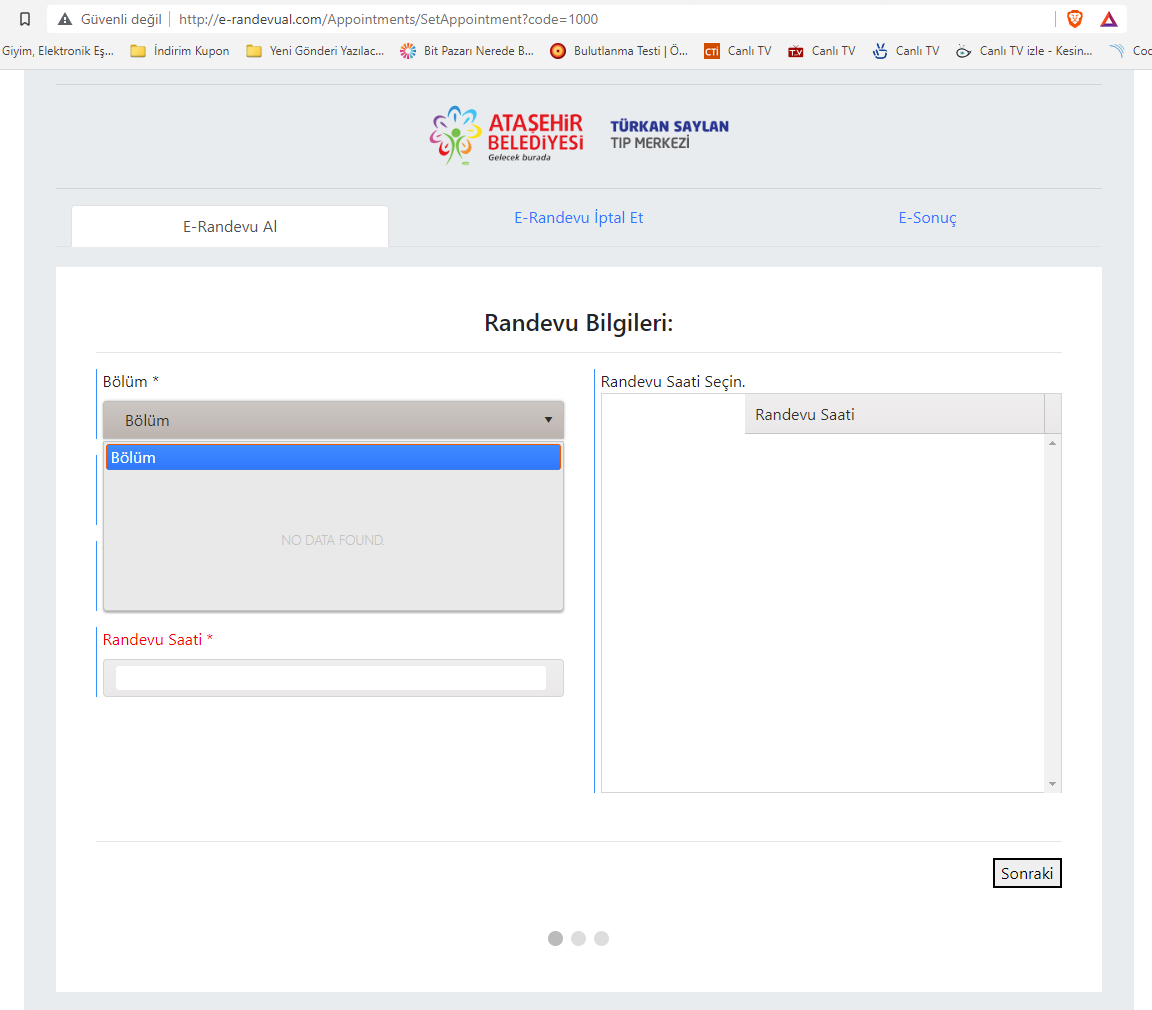 Güvenli değil http://e-randevual.com/Appointments/SetAppointment?code=1000
Giyim, Elektronik Eş... İndirim Kupon Yeni Gönderi Yazılac... Bit Pazarı Nerede B... Bulutlanma Testi | Ö... CTİ Canlı TV T.V Canlı TV Canlı TV Canlı TV izle - Kesin... Coo
ATAŞEHİR
BELEDİYESİ
Gelecek burada
TÜRKAN SAYLAN
TIP MERKEZİ
E-Randevu Al
E-Randevu İptal Et
E-Sonuç
Randevu Bilgileri:
Bölüm *
Bölüm
Bölüm
NO DATA FOUND.
Randevu Saati *
Randevu Saati Seçin.
Randevu Saati
Sonraki